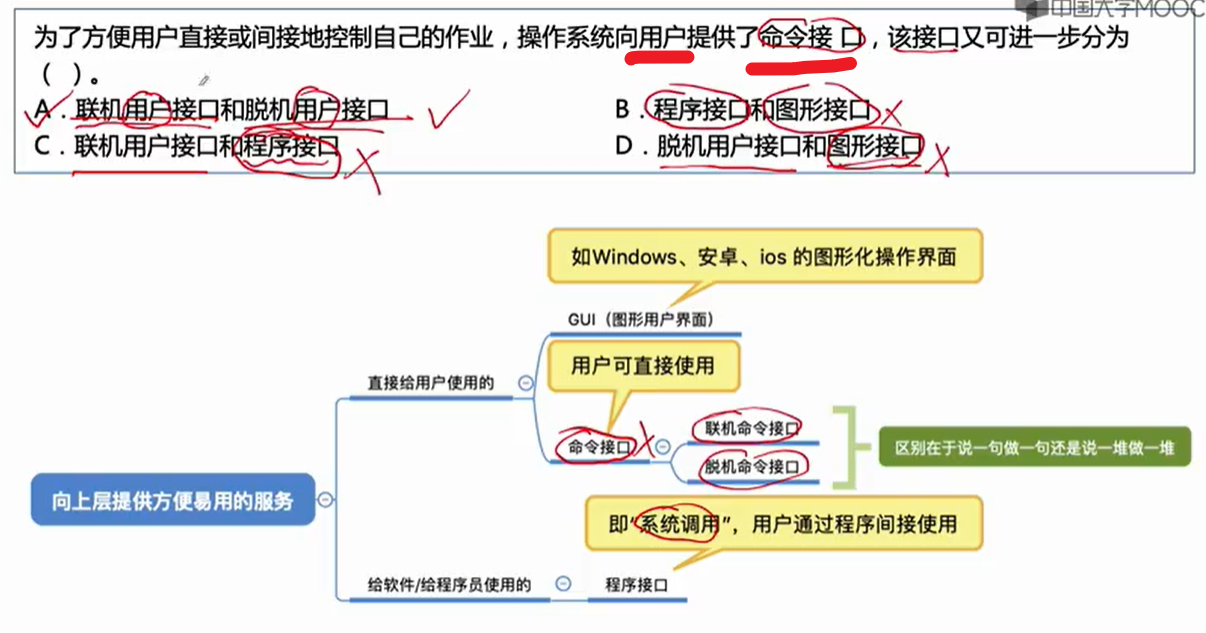 中国大学MOOC
为了方便用户直接或间接地控制自己的作业，操作系统向用户提供了命令接 口，该接口又可进一步分为
（ ）。
A．联机用户接口和脱机用户接口
B．程序接口和图形接口
C．联机用户接口和程序接口
D．脱机用户接口和图形接口
如Windows、安卓、ios 的图形化操作界面
GUI（图形用户界面）
用户可直接使用
直接给用户使用的
联机命令接口
命令接口
脱机命令接口
区别在于说一句做一句还是说一堆做一堆
向上层提供方便易用的服务
即“系统调用”，用户通过程序间接使用
给软件/给程序员使用的
程序接口